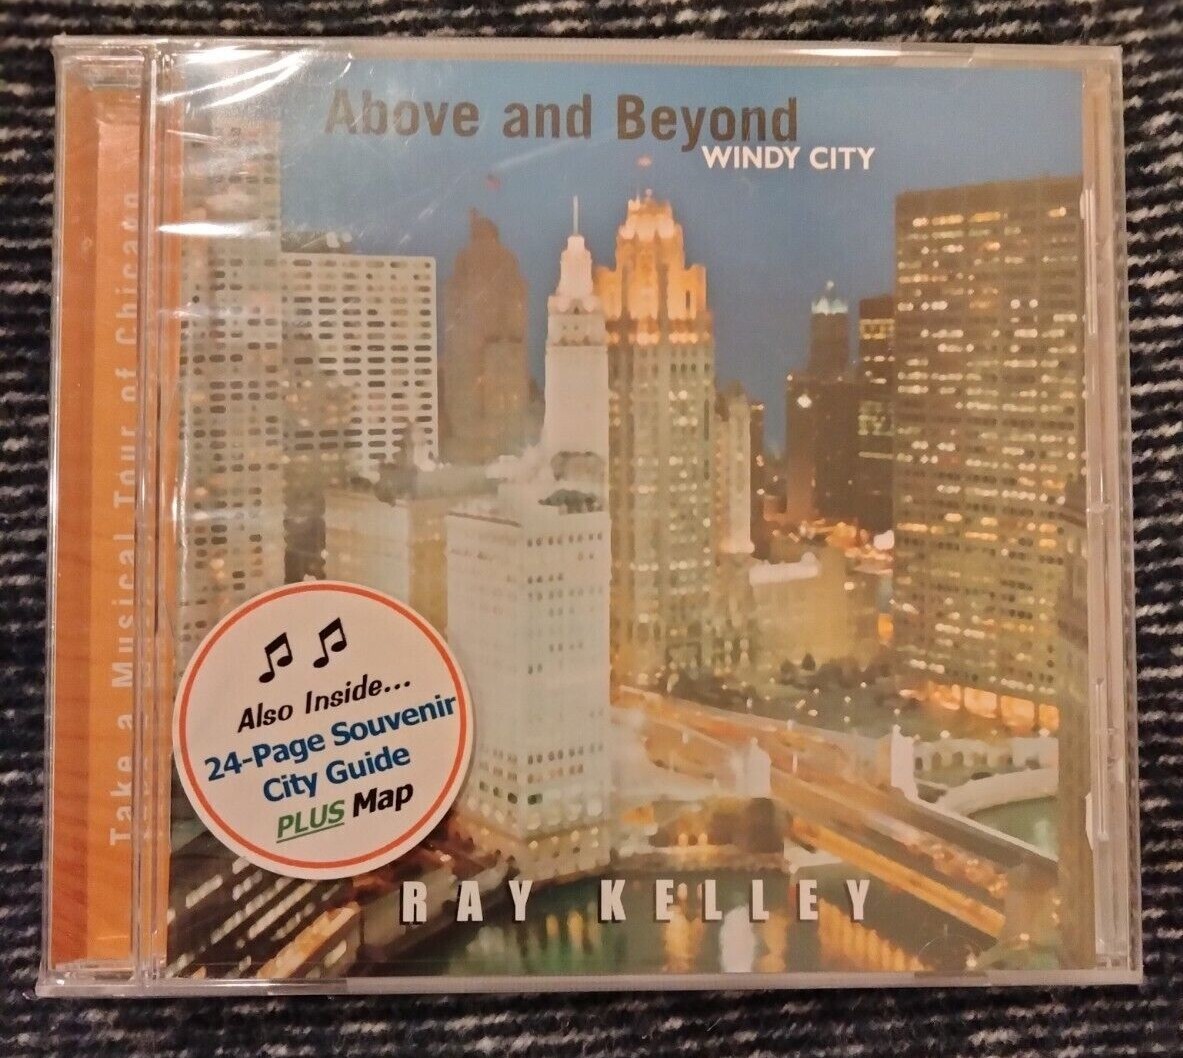 Above and Beyond
WINDY CITY
Take a Musical Tour of Chicago
Also Inside...
24-Page Souvenir
City Guide
PLUS Map
RAY KELLEY